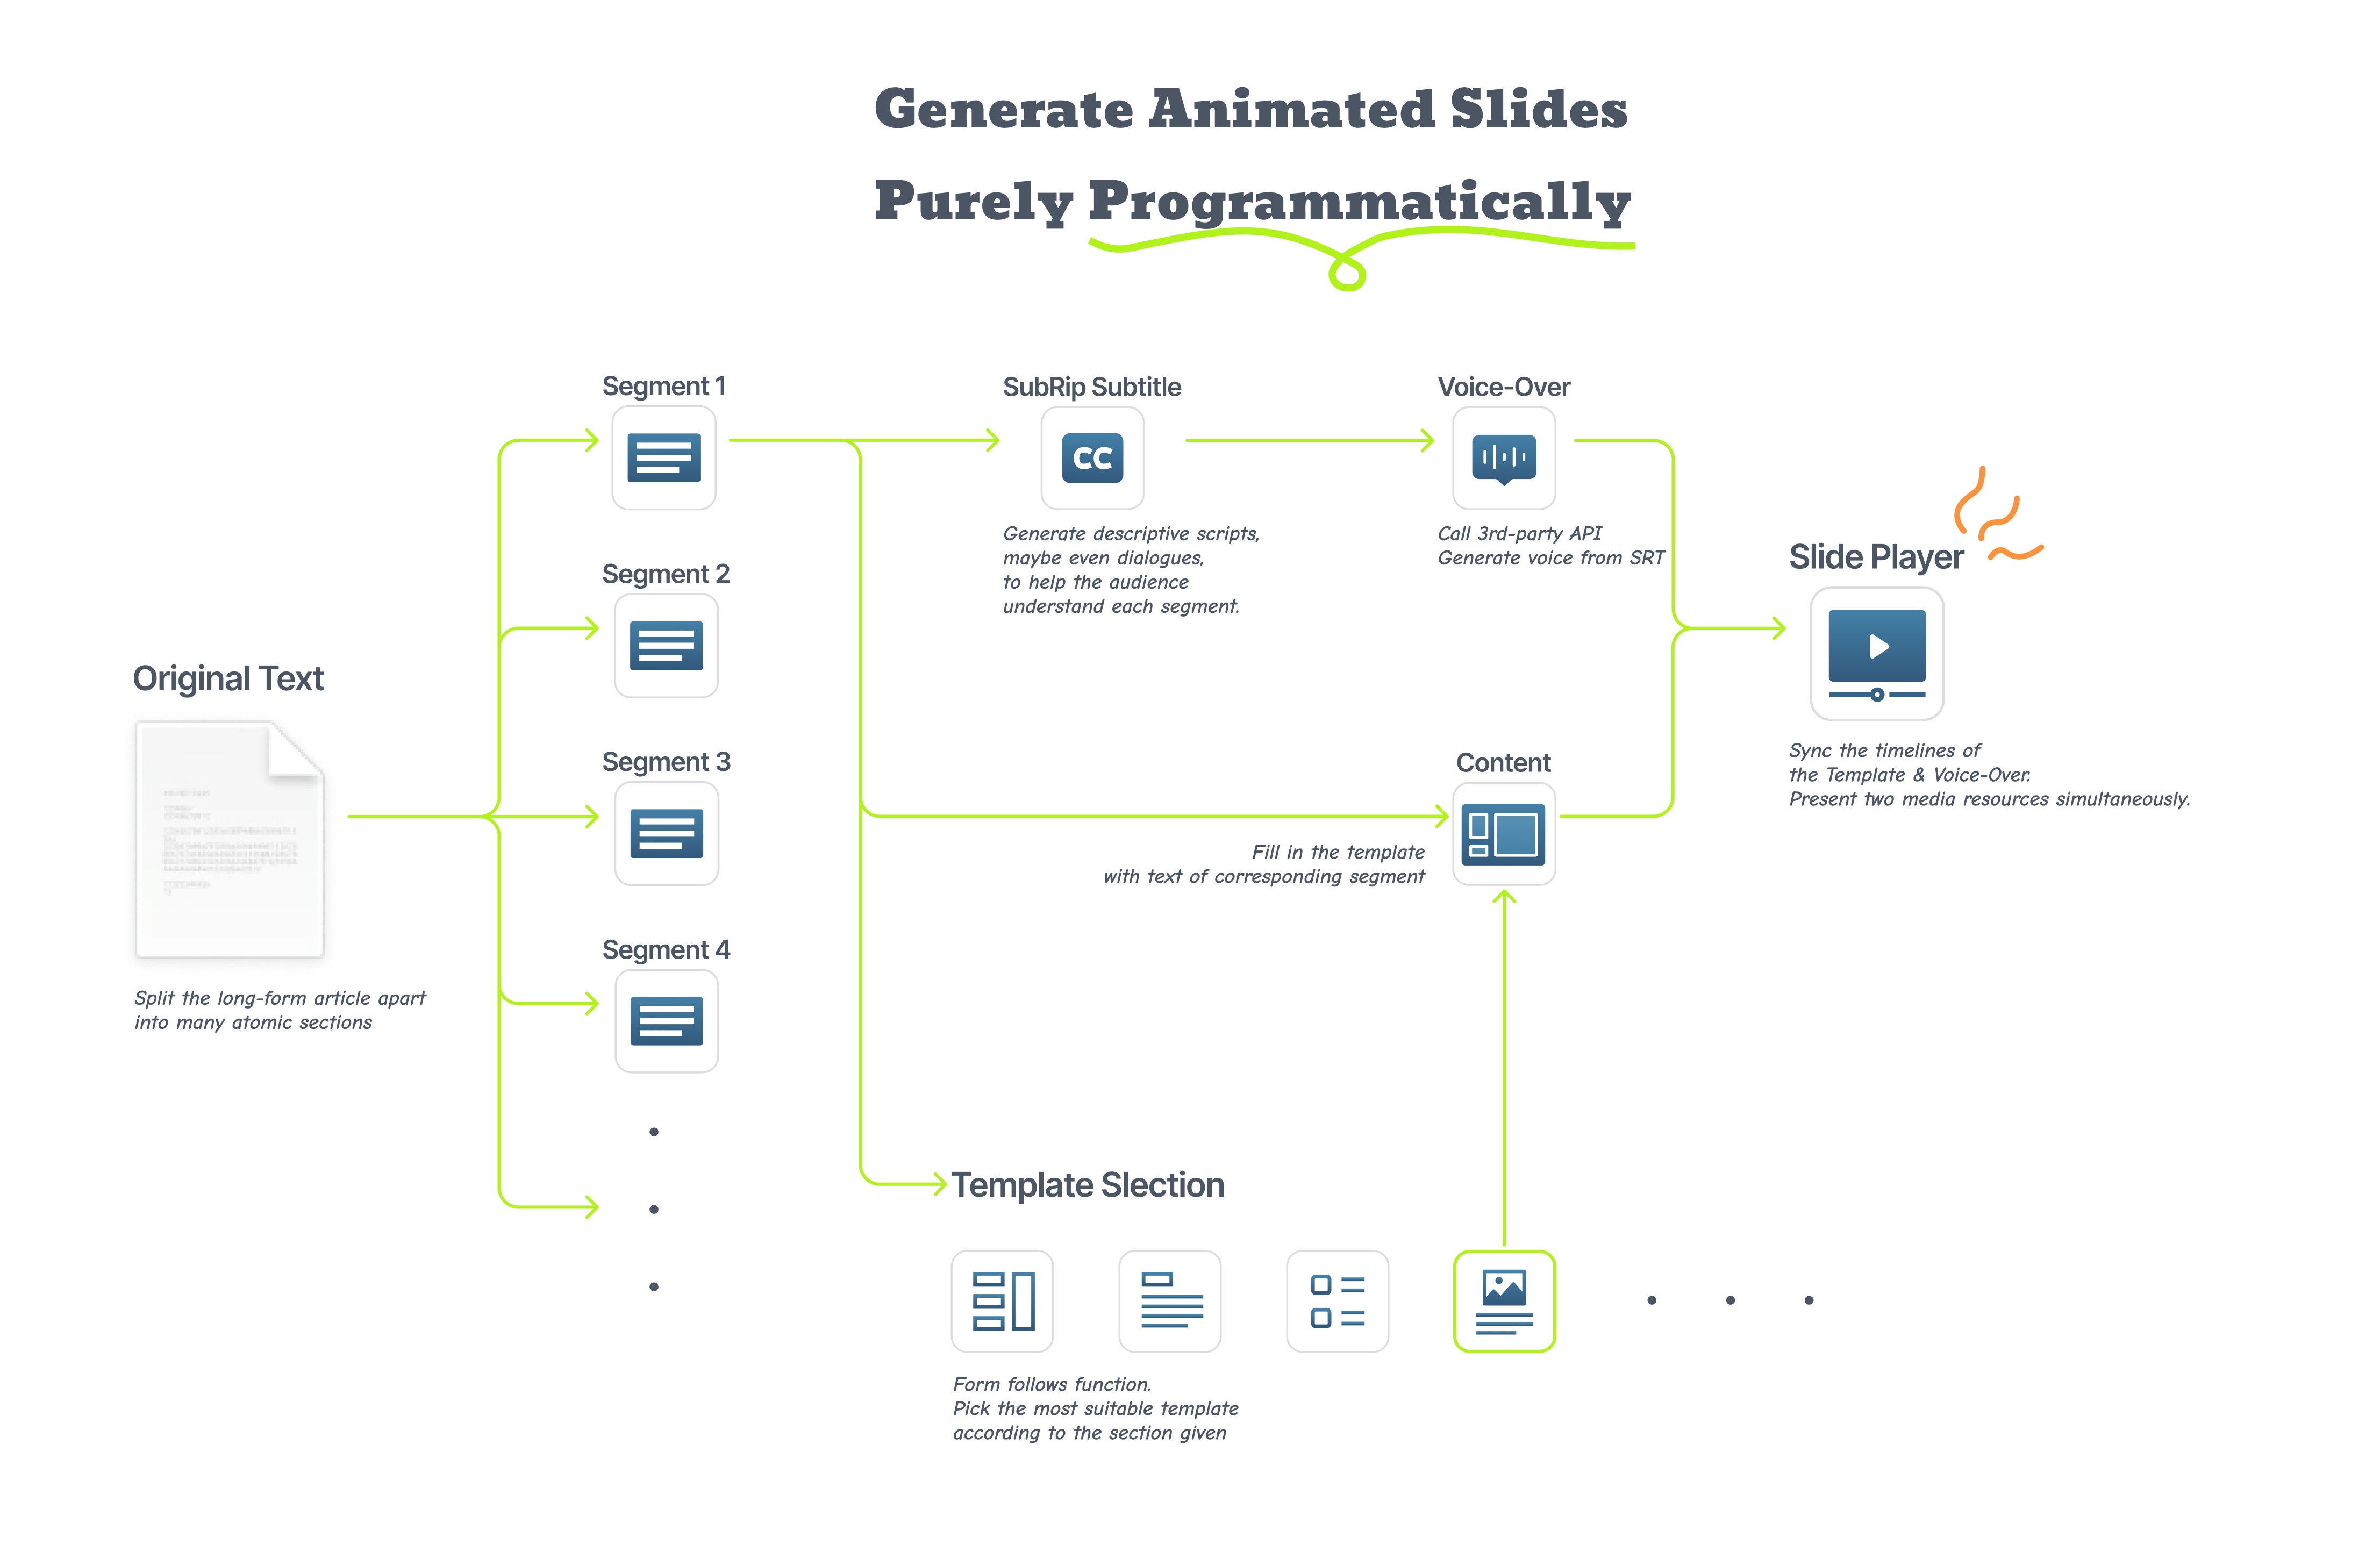 Generate Animated Slides
Purely Programmatically
Original Text
Split the long-form article apart
into many atomic sections
Segment 1
Segment 2
Segment 3
Segment 4
SubRip Subtitle
CC
Generate descriptive scripts,
maybe even dialogues,
to help the audience
understand each segment.
Voice-Over
Call 3rd-party API
Generate voice from SRT
Content
Fill in the template
with text of corresponding segment
Slide Player
Sync the timelines of
the Template & Voice-Over.
Present two media resources simultaneously.
Template Slection
Form follows function.
Pick the most suitable template
according to the section given